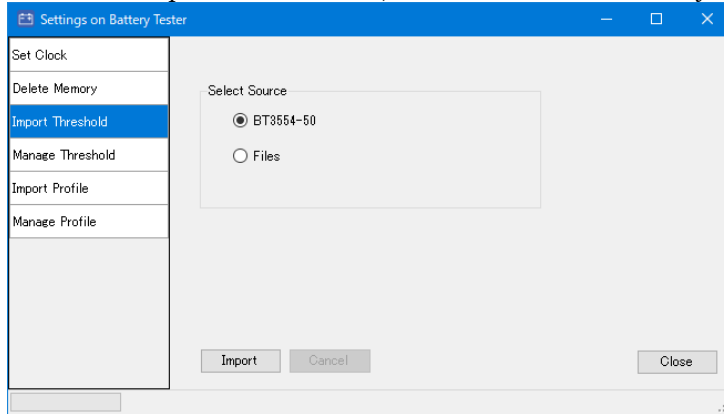 Settings on Battery Tester
Set Clock
Delete Memory
Import Threshold
Manage Threshold
Import Profile
Manage Profile
Select Source
BT3554-50
Files
Import
Cancel
Close